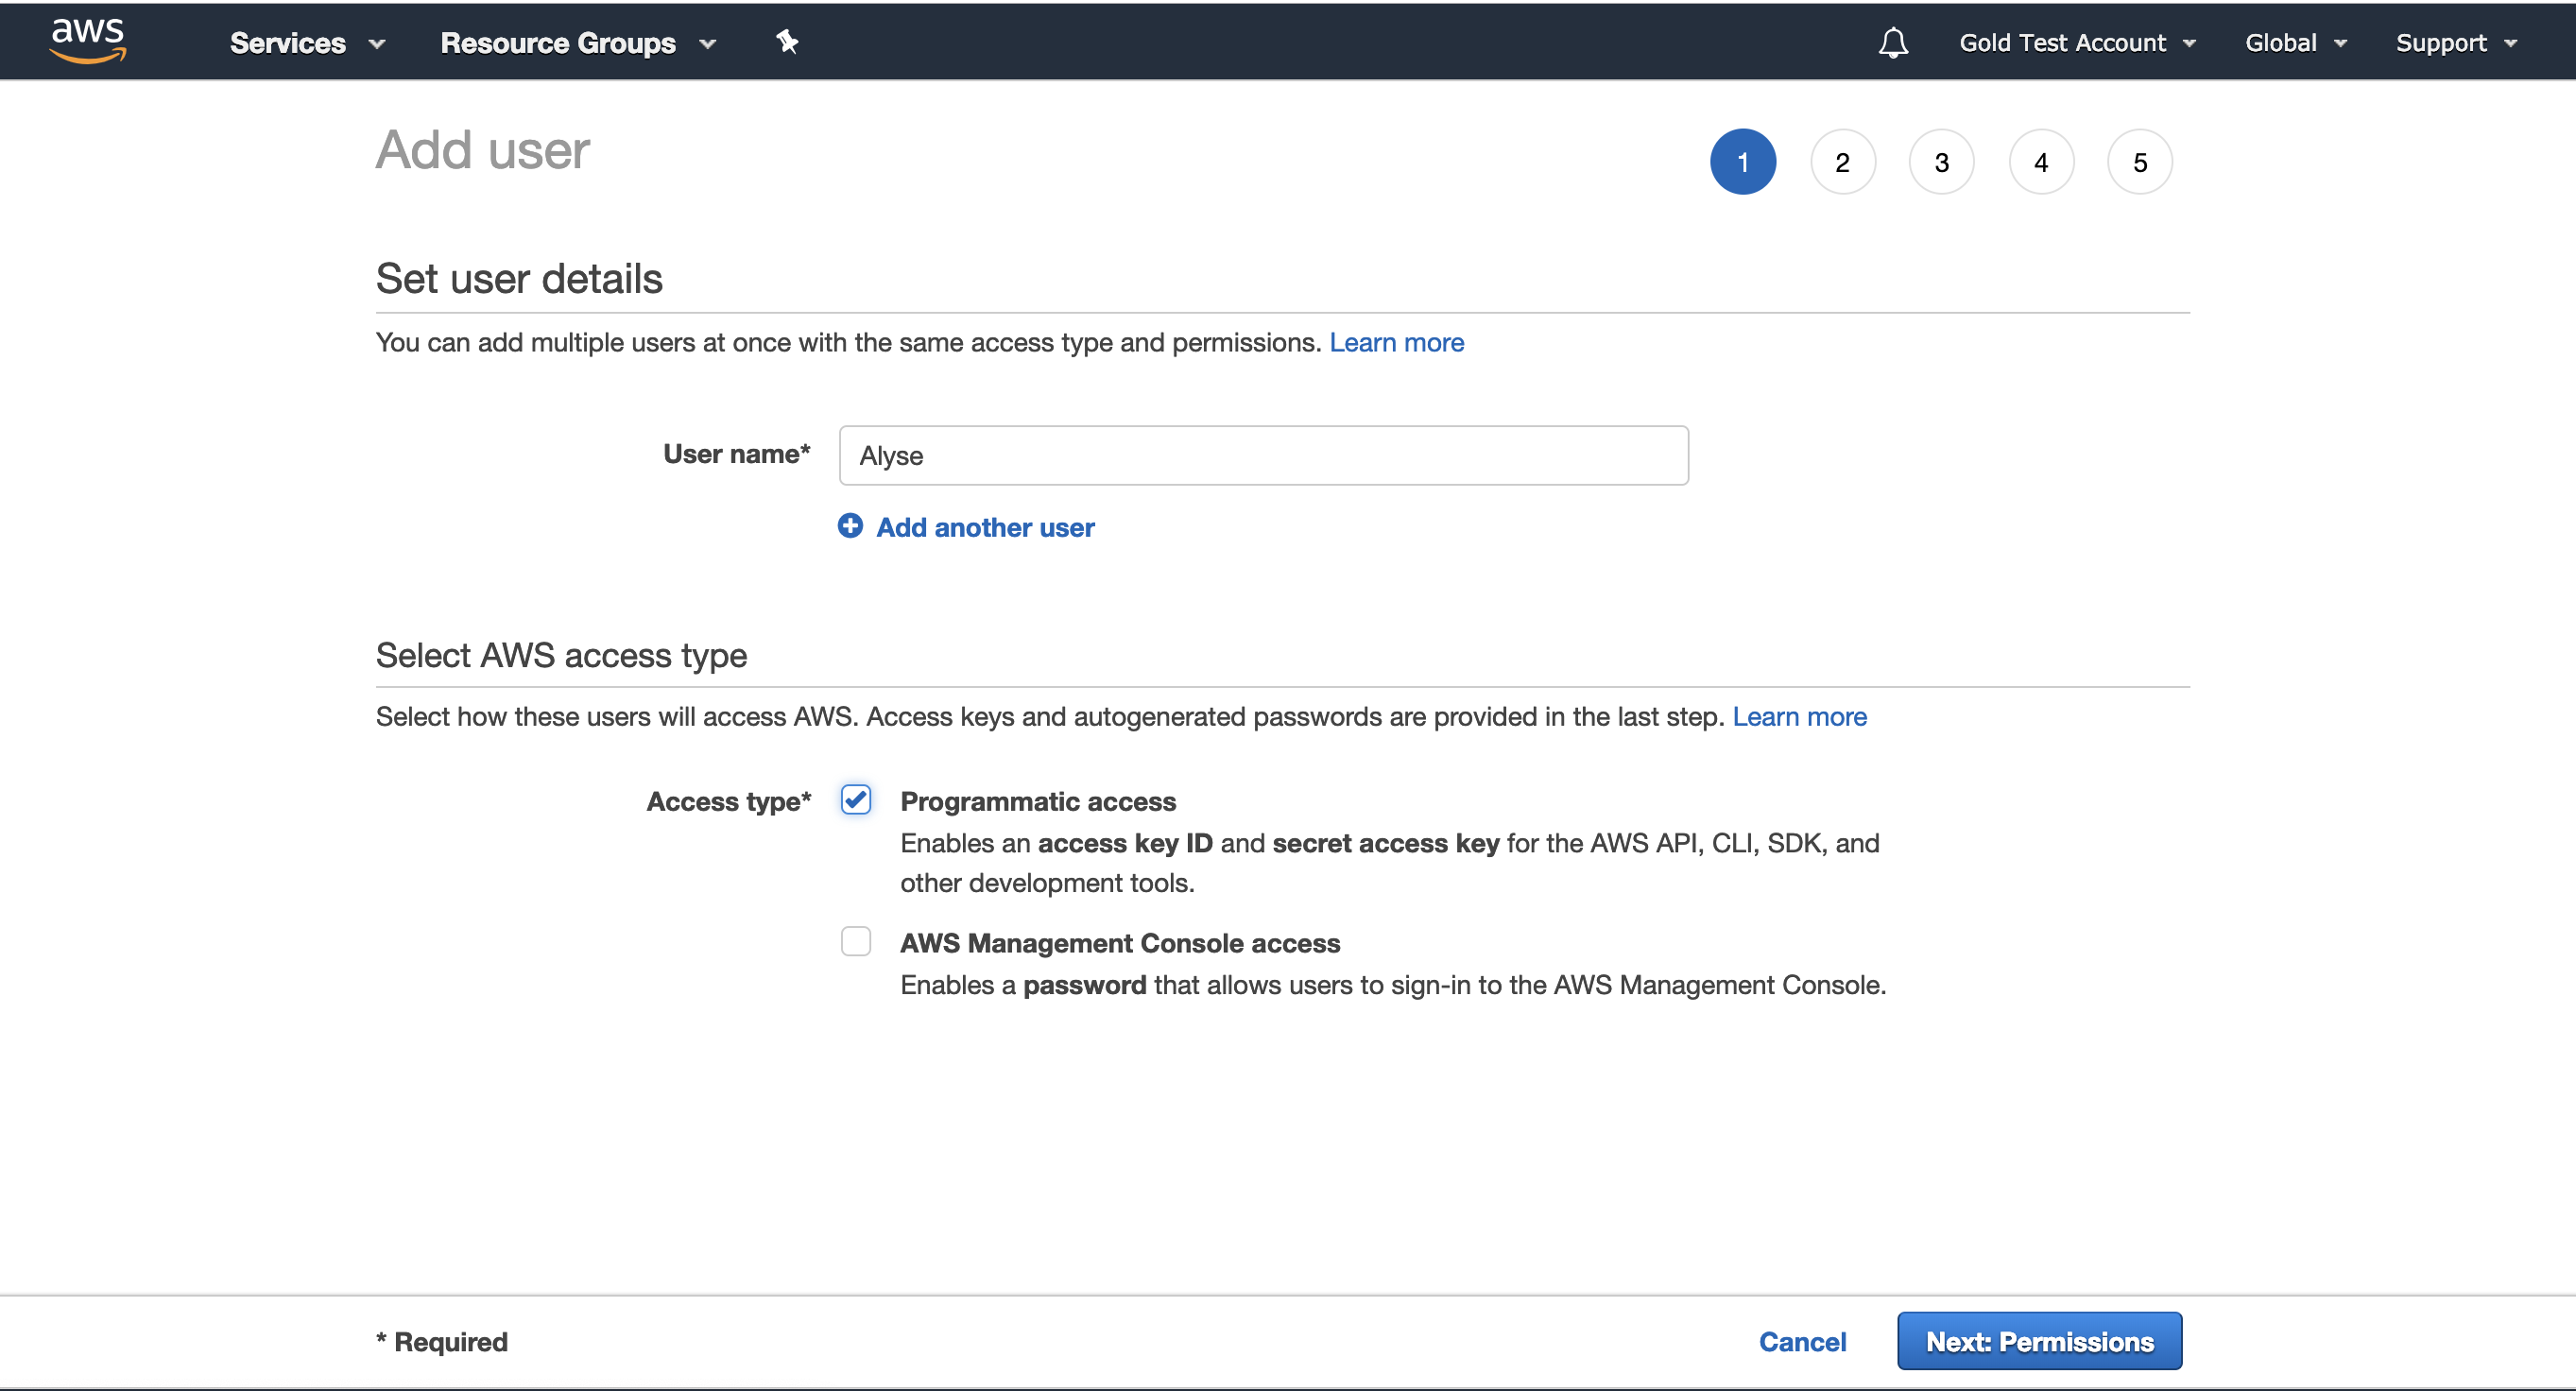 aws Services Resource Groups Gold Test Account Global Support
Add user 1 2 3 4 5
Set user details
You can add multiple users at once with the same access type and permissions. Learn more
User name* Alyse
Add another user
Select AWS access type
Select how these users will access AWS. Access keys and autogenerated passwords are provided in the last step. Learn more
Access type* Programmatic access
Enables an access key ID and secret access key for the AWS API, CLI, SDK, and
other development tools.
AWS Management Console access
Enables a password that allows users to sign-in to the AWS Management Console.
* Required Cancel Next: Permissions